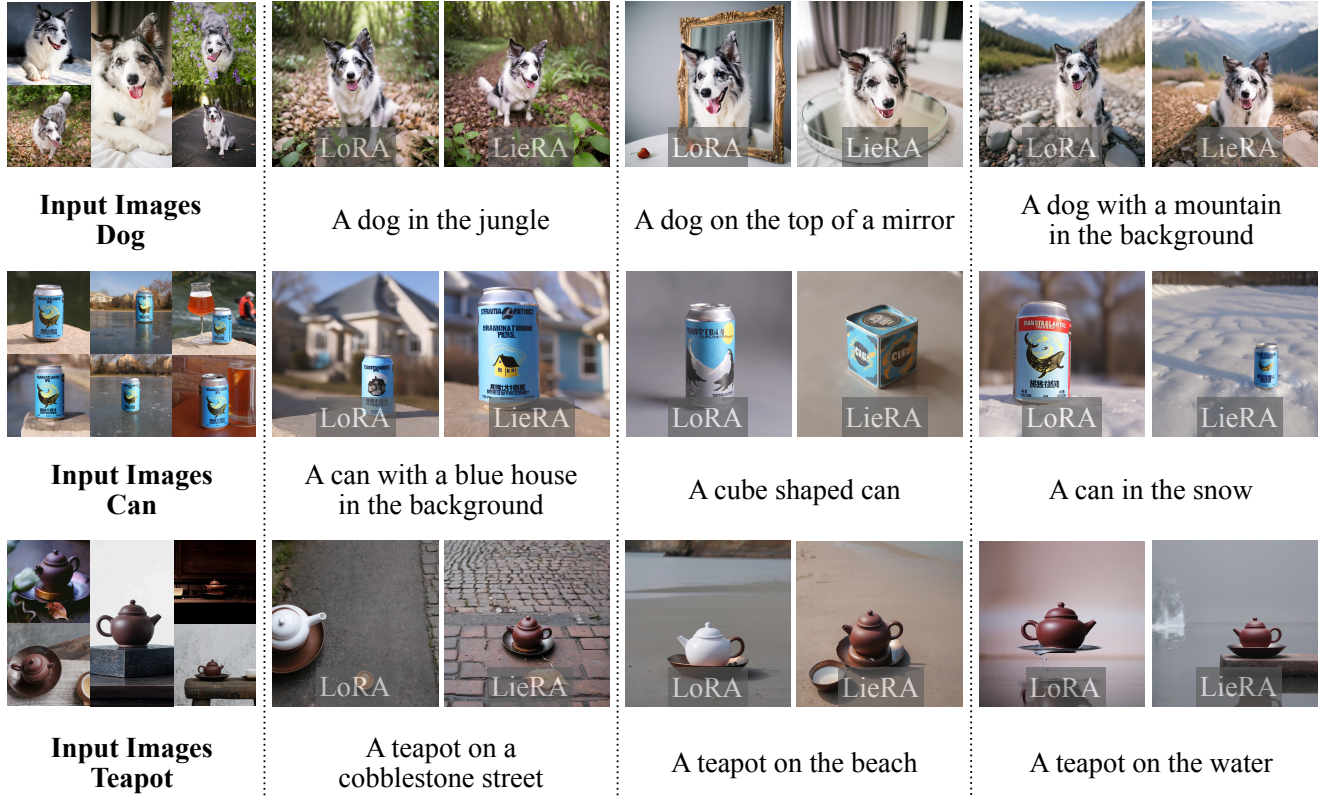 LoRA
LieRA
LoRA
LieRA
LoRA
LieRA
Input Images
Dog
A dog in the jungle
A dog on the top of a mirror
A dog with a mountain
in the background
LoRA
LieRA
CUBE
LoRA
LieRA
LoRA
LieRA
Input Images
Can
A can with a blue house
in the background
A cube shaped can
A can in the snow
LoRA
LieRA
LoRA
LieRA
LoRA
LieRA
Input Images
Teapot
A teapot on a
cobblestone street
A teapot on the beach
A teapot on the water